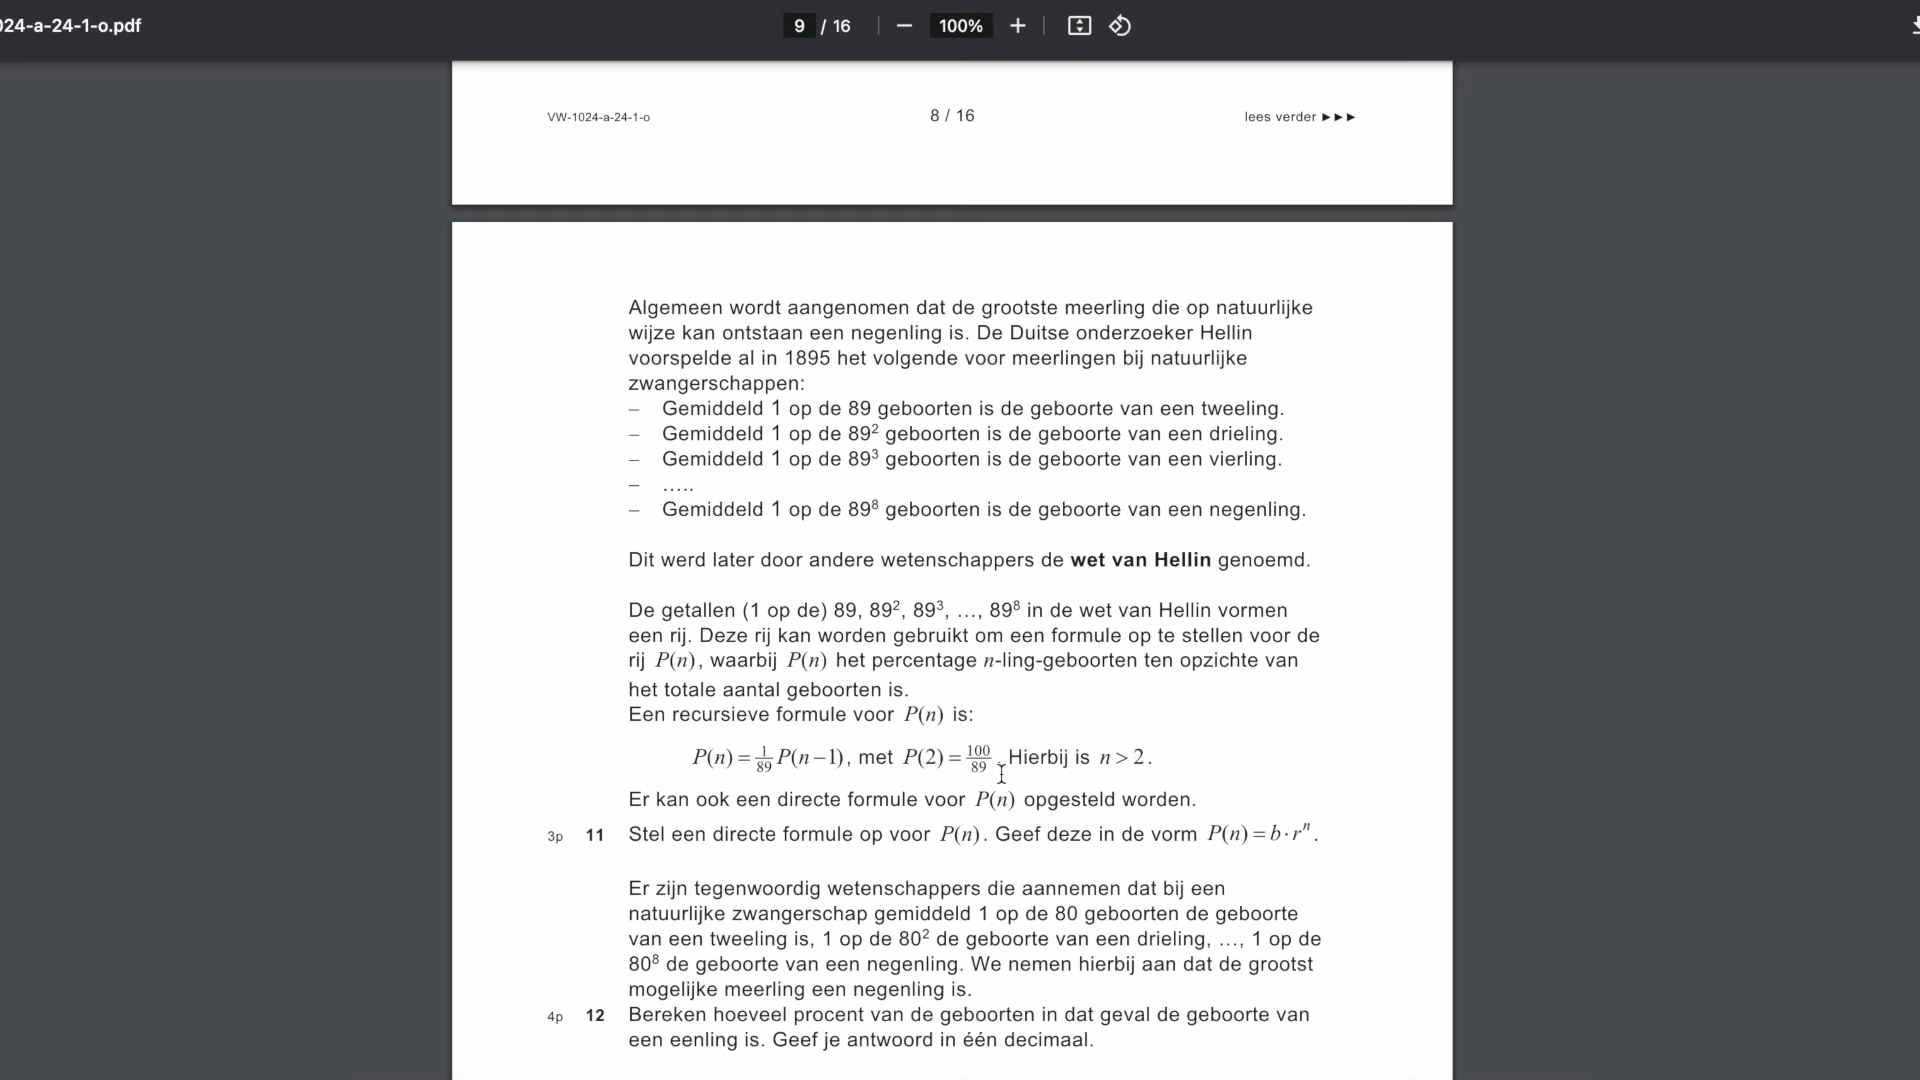 024-a-24-1-o.pdf
9 / 16
100%
VW-1024-a-24-1-o
8 / 16
lees verder ►►►
Algemeen wordt aangenomen dat de grootste meerling die op natuurlijke
wijze kan ontstaan een negenling is. De Duitse onderzoeker Hellin
voorspelde al in 1895 het volgende voor meerlingen bij natuurlijke
zwangerschappen:
– Gemiddeld 1 op de 89 geboorten is de geboorte van een tweeling.
– Gemiddeld 1 op de 89² geboorten is de geboorte van een drieling.
– Gemiddeld 1 op de 89³ geboorten is de geboorte van een vierling.
– .....
– Gemiddeld 1 op de 89⁸ geboorten is de geboorte van een negenling.
Dit werd later door andere wetenschappers de wet van Hellin genoemd.
De getallen (1 op de) 89, 89², 89³, ..., 89⁸ in de wet van Hellin vormen
een rij. Deze rij kan worden gebruikt om een formule op te stellen voor de
rij P(n), waarbij P(n) het percentage n-ling-geboorten ten opzichte van
het totale aantal geboorten is.
Een recursieve formule voor P(n) is:
P(n) = 1/89 P(n−1), met P(2) = 100/89. Hierbij is n > 2.
Er kan ook een directe formule voor P(n) opgesteld worden.
3p 11 Stel een directe formule op voor P(n). Geef deze in de vorm P(n) = b·rⁿ.
Er zijn tegenwoordig wetenschappers die aannemen dat bij een
natuurlijke zwangerschap gemiddeld 1 op de 80 geboorten de geboorte
van een tweeling is, 1 op de 80² de geboorte van een drieling, ..., 1 op de
80⁸ de geboorte van een negenling. We nemen hierbij aan dat de grootst
mogelijke meerling een negenling is.
4p 12 Bereken hoeveel procent van de geboorten in dat geval de geboorte van
een eenling is. Geef je antwoord in één decimaal.